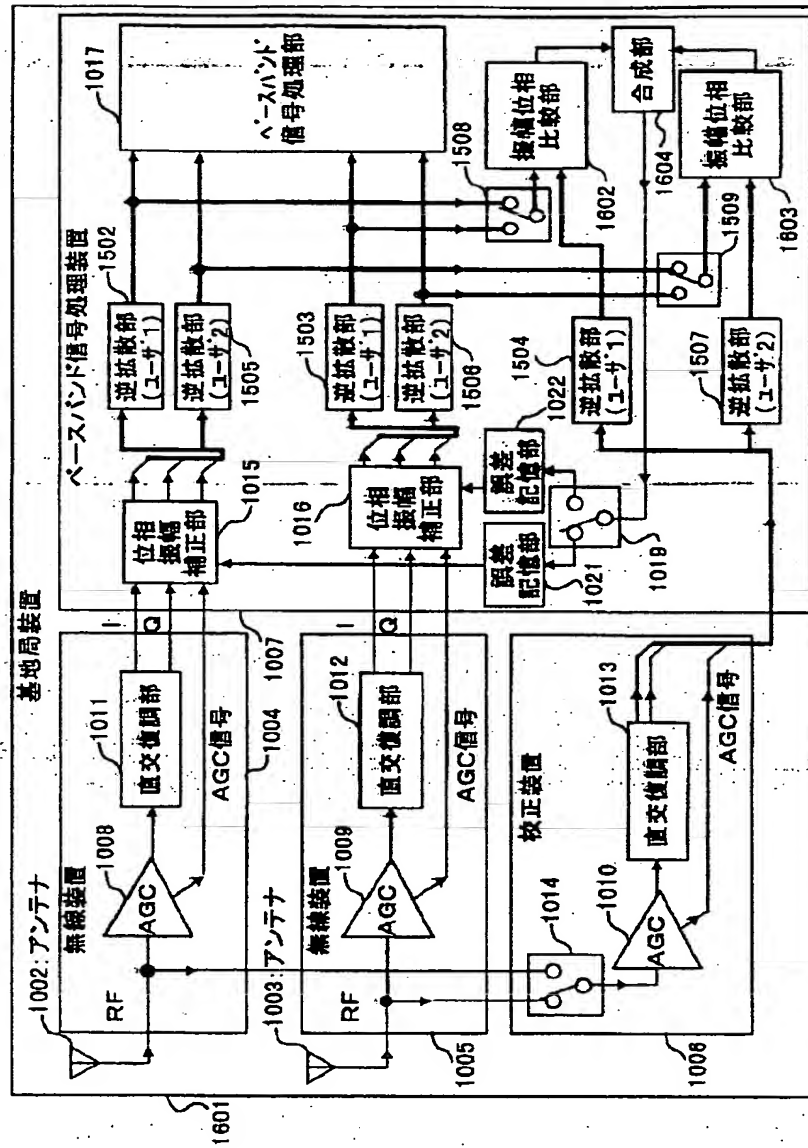 基地局装置
1601
1002:アンテナ
無線装置
RF
AGC
1008
直交復調部
1011
I
Q
AGC信号
1004
1003:アンテナ
無線装置
RF
AGC
1009
直交復調部
1012
I
Q
AGC信号
1005
校正装置
1014
AGC
1010
直交復調部
1013
AGC信号
1006
ベースバンド信号処理装置
1007
位相
振幅
補正部
1015
逆拡散部
(ユーザ1)
1502
逆拡散部
(ユーザ2)
1505
位相
振幅
補正部
1016
逆拡散部
(ユーザ1)
1503
逆拡散部
(ユーザ2)
1506
誤差
記憶部
1021
誤差
記憶部
1022
1019
逆拡散部
(ユーザ1)
1504
逆拡散部
(ユーザ2)
1507
ベースバンド
信号処理部
1017
1508
1509
振幅位相
比較部
1602
合成部
1604
振幅位相
比較部
1603